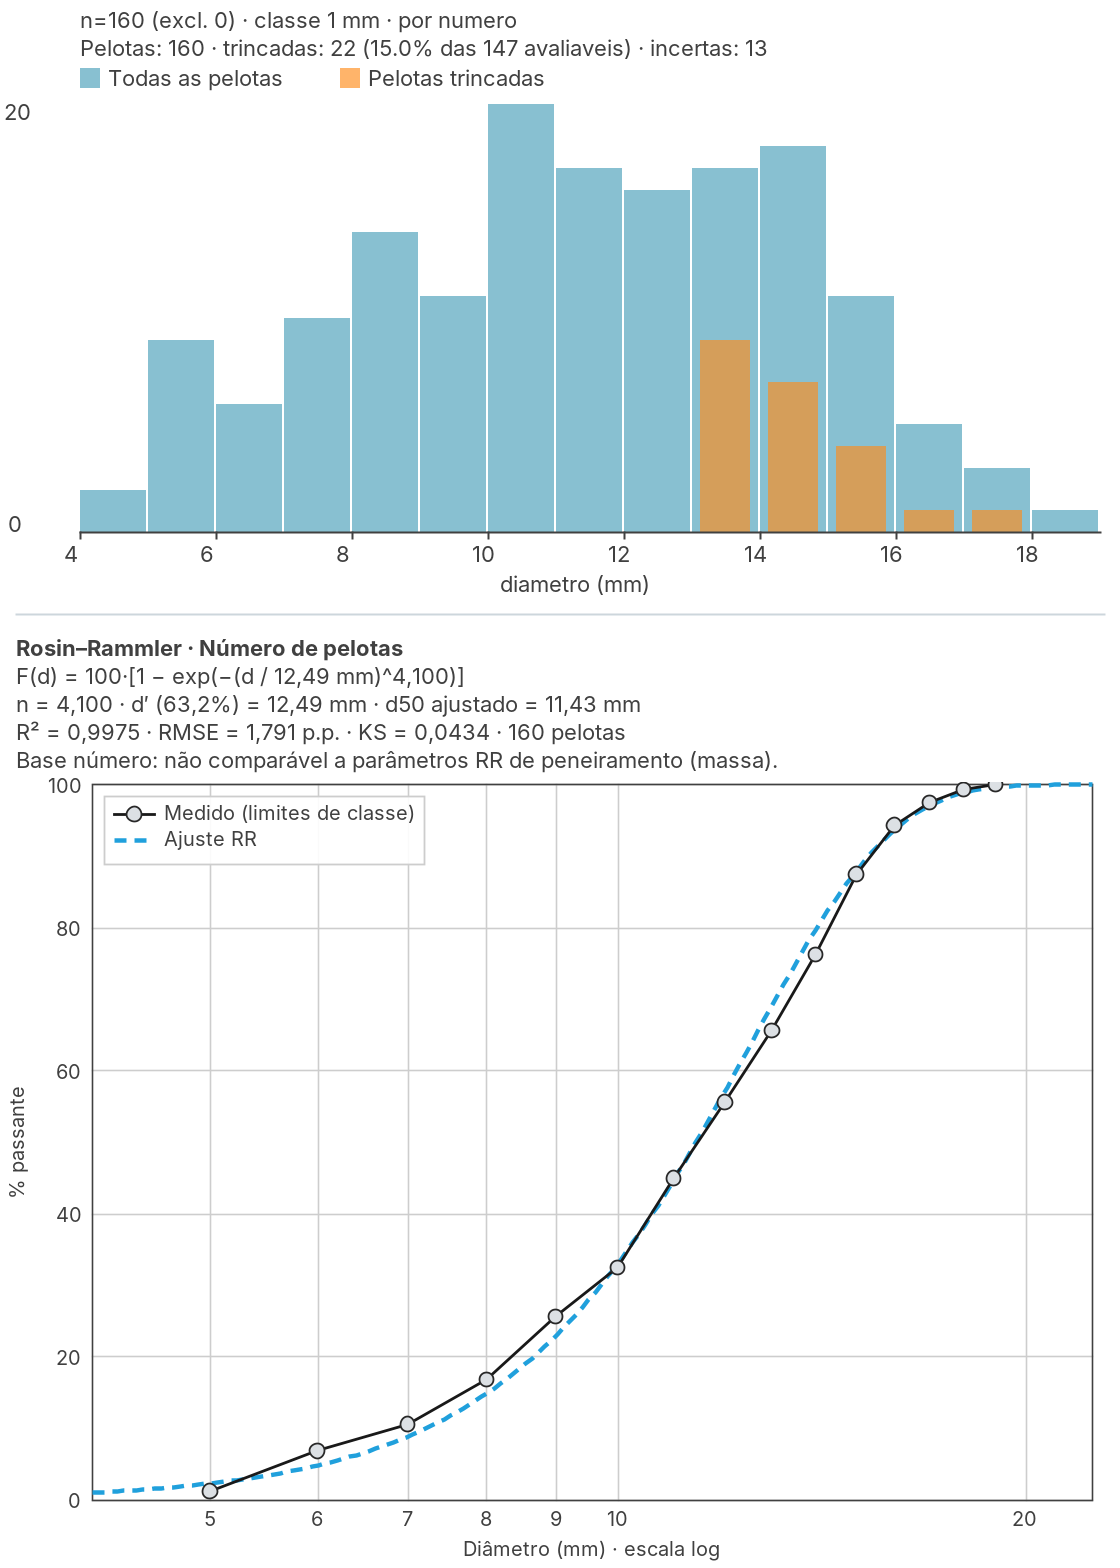 n=160 (excl. 0) · classe 1 mm · por numero
Pelotas: 160 · trincadas: 22 (15.0% das 147 avaliaveis) · incertas: 13
Todas as pelotas Pelotas trincadas
20
0
4 6 8 10 12 14 16 18
diametro (mm)
Rosin–Rammler · Número de pelotas
F(d) = 100·[1 − exp(−(d / 12,49 mm)^4,100)]
n = 4,100 · d′ (63,2%) = 12,49 mm · d50 ajustado = 11,43 mm
R² = 0,9975 · RMSE = 1,791 p.p. · KS = 0,0434 · 160 pelotas
Base número: não comparável a parâmetros RR de peneiramento (massa).
100
Medido (limites de classe)
Ajuste RR
80
60
% passante
40
20
0
5 6 7 8 9 10 20
Diâmetro (mm) · escala log